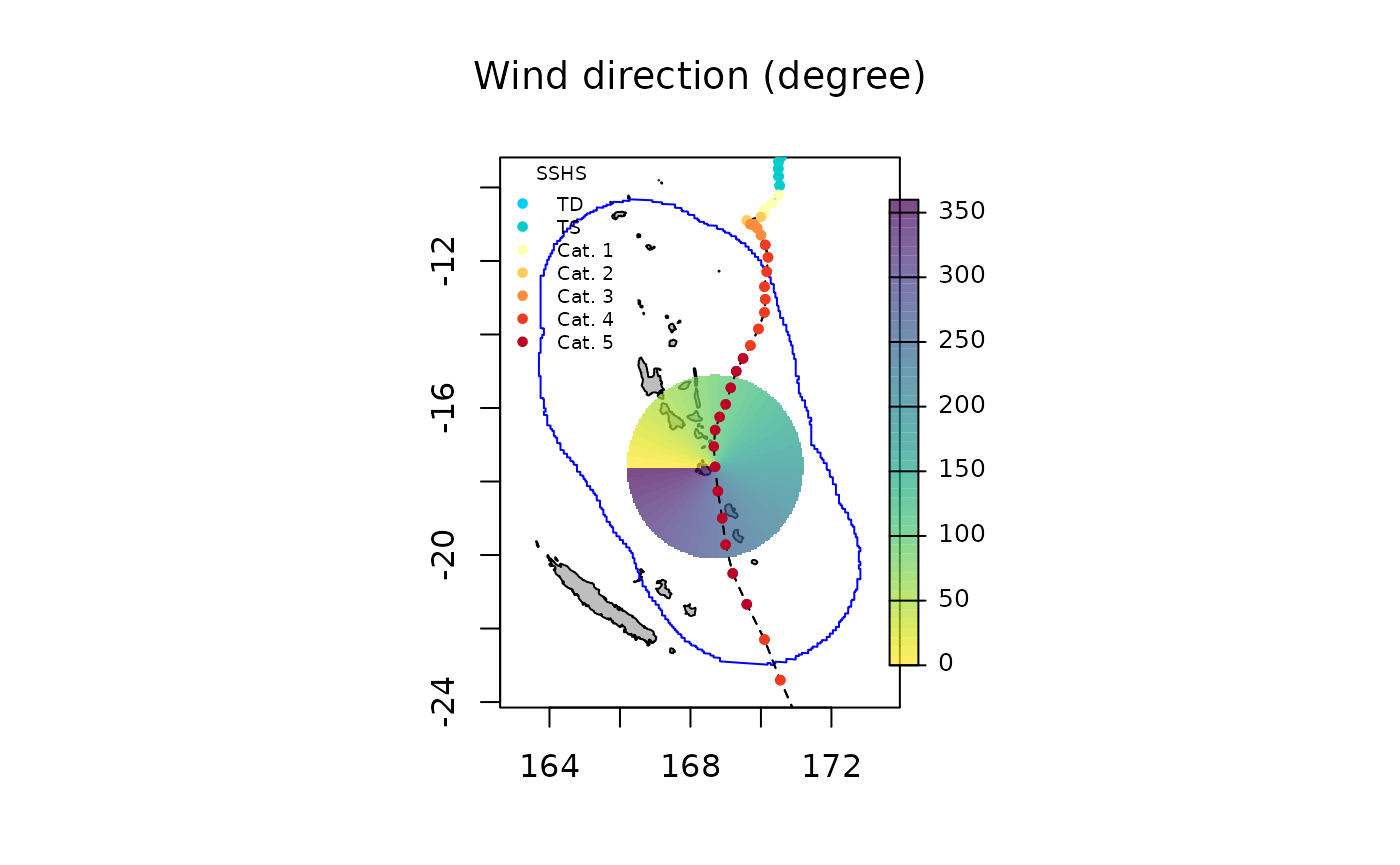 Wind direction (degree)
SSHS
TD
TS
Cat. 1
Cat. 2
Cat. 3
Cat. 4
Cat. 5
-12
-16
-20
-24
164 168 172
350
300
250
200
150
100
50
0